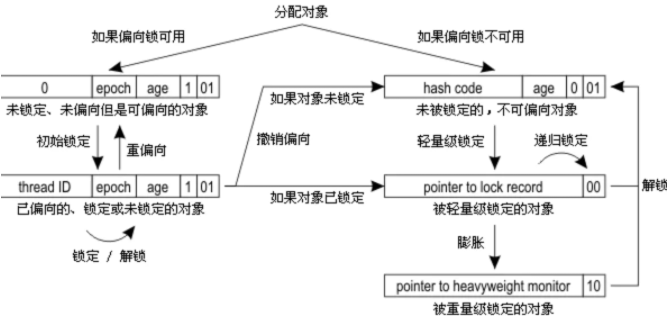 分配对象
如果偏向锁可用
如果偏向锁不可用
0 epoch age 1 01
hash code age 0 01
未锁定、未偏向但是可偏向的对象
如果对象未锁定
未被锁定的，不可偏向对象
初始锁定
重偏向
撤销偏向
轻量级锁定
递归锁定
thread ID epoch age 1 01
pointer to lock record 00
解锁
已偏向的、锁定或未锁定的对象
如果对象已锁定
被轻量级锁定的对象
锁定 / 解锁
膨胀
pointer to heavyweight monitor 10
被重量级锁定的对象